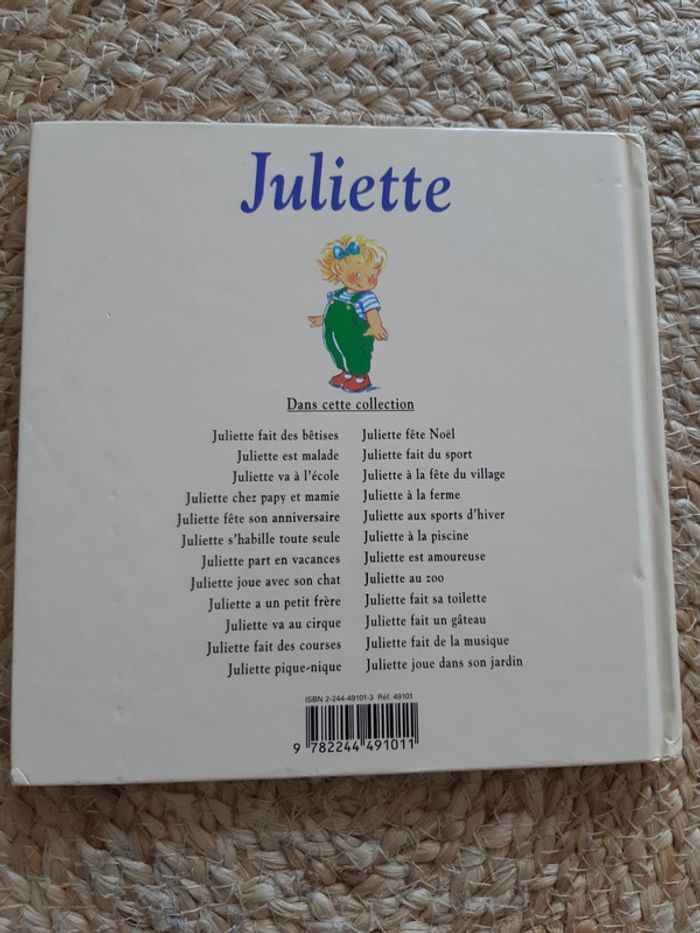 Juliette
Dans cette collection
Juliette fait des bêtises
Juliette est malade
Juliette va à l'école
Juliette chez papy et mamie
Juliette fête son anniversaire
Juliette s'habille toute seule
Juliette part en vacances
Juliette joue avec son chat
Juliette a un petit frère
Juliette va au cirque
Juliette fait des courses
Juliette pique-nique
Juliette fête Noël
Juliette fait du sport
Juliette à la fête du village
Juliette à la ferme
Juliette aux sports d'hiver
Juliette à la piscine
Juliette est amoureuse
Juliette au zoo
Juliette fait sa toilette
Juliette fait un gâteau
Juliette fait de la musique
Juliette joue dans son jardin
ISBN 2-244-49101-3 Réf. 49101
9 782244 491011